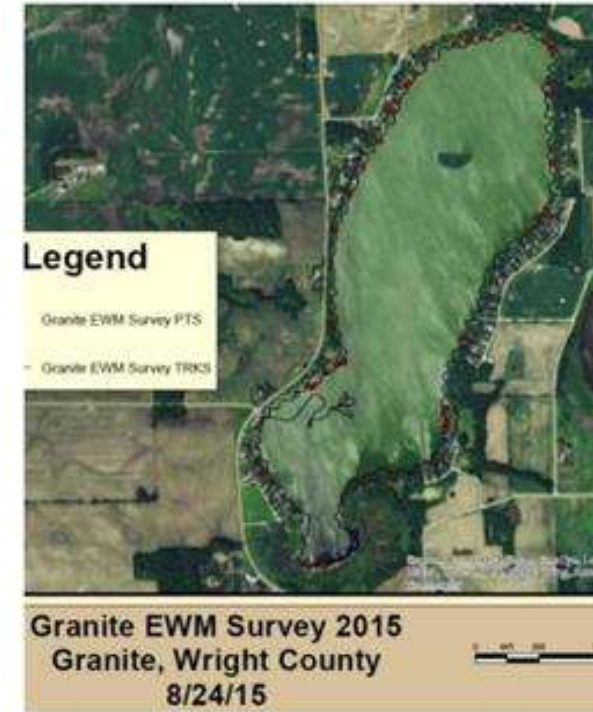 Legend
Granite EWM Survey PTS
Granite EWM Survey TRKS
Granite EWM Survey 2015
Granite, Wright County
8/24/15